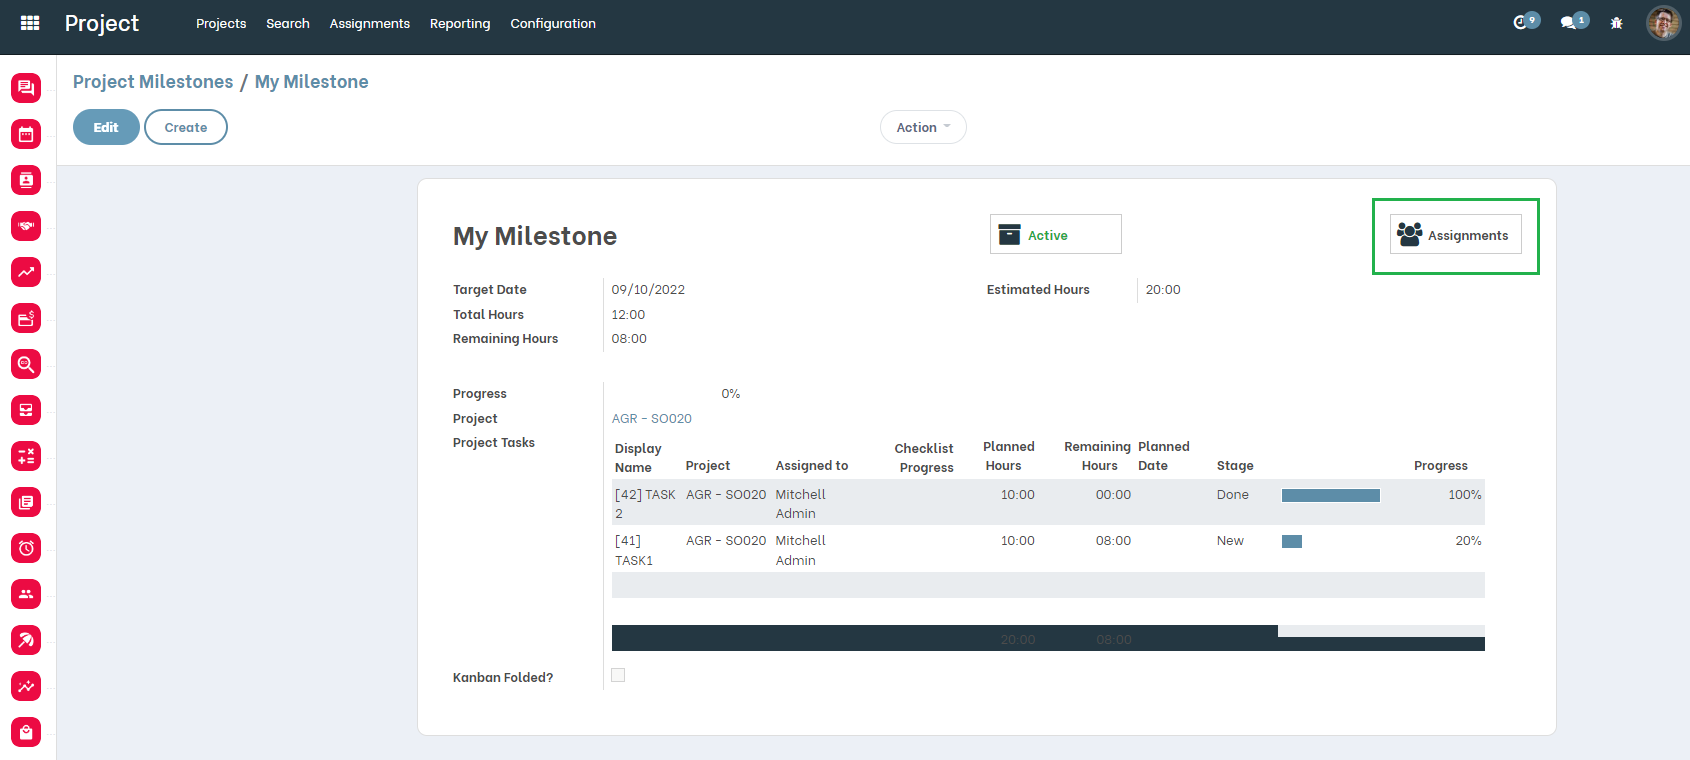 Project
Projects Search Assignments Reporting Configuration
9
1
Project Milestones / My Milestone
Edit
Create
Action
My Milestone
Active
Assignments
Target Date 09/10/2022
Estimated Hours 20:00
Total Hours 12:00
Remaining Hours 08:00
Progress 0%
Project AGR - SO020
Project Tasks
Display Name Project Assigned to Checklist Progress Planned Hours Remaining Hours Planned Date Stage Progress
[42] TASK 2 AGR - SO020 Mitchell Admin 10:00 00:00 Done 100%
[41] TASK1 AGR - SO020 Mitchell Admin 10:00 08:00 New 20%
20:00 08:00
Kanban Folded?